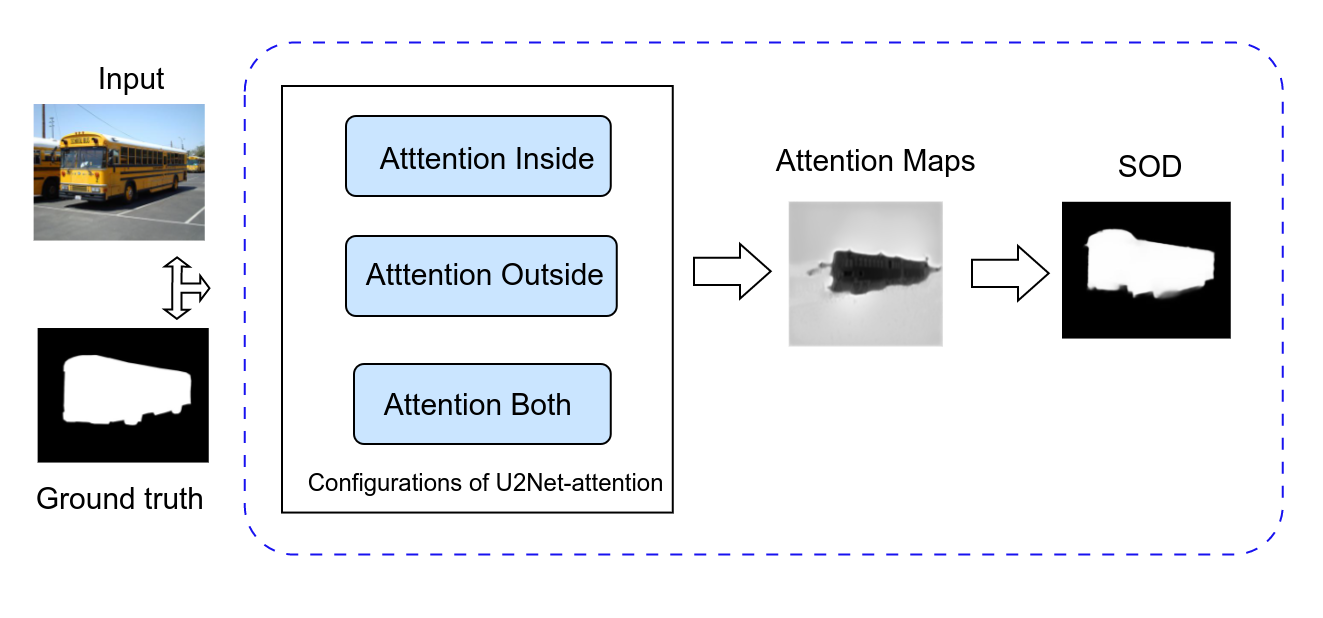 Input
Ground truth
Atttention Inside
Atttention Outside
Attention Both
Configurations of U2Net-attention
Attention Maps
SOD